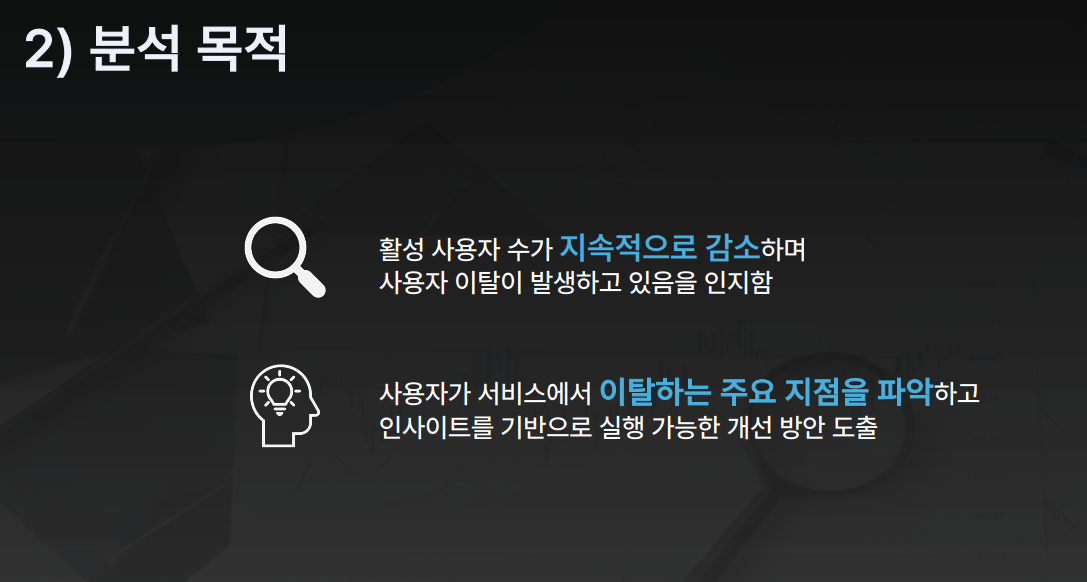 2) 분석 목적
활성 사용자 수가 지속적으로 감소하며
사용자 이탈이 발생하고 있음을 인지함
사용자가 서비스에서 이탈하는 주요 지점을 파악하고
인사이트를 기반으로 실행 가능한 개선 방안 도출